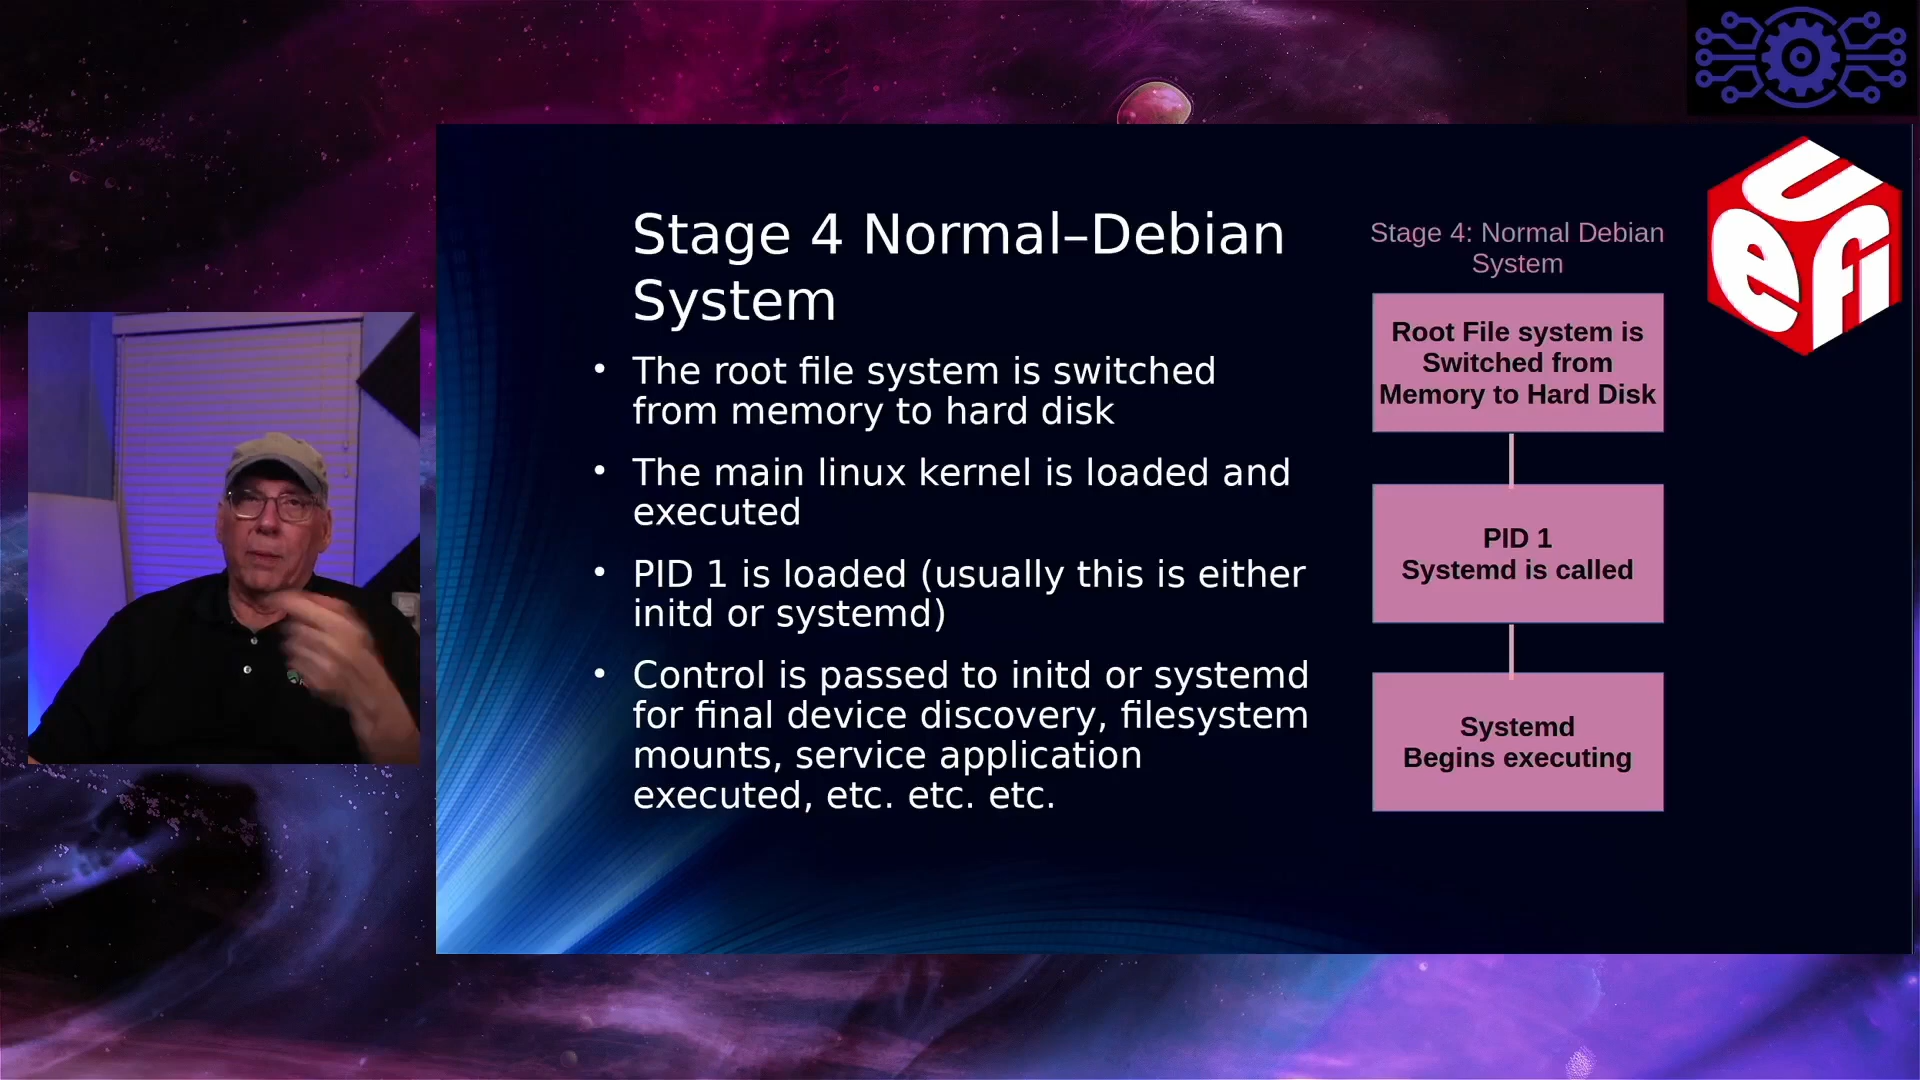 Stage 4 Normal–Debian
System
• The root file system is switched
from memory to hard disk
• The main linux kernel is loaded and
executed
• PID 1 is loaded (usually this is either
initd or systemd)
• Control is passed to initd or systemd
for final device discovery, filesystem
mounts, service application
executed, etc. etc. etc.
Stage 4: Normal Debian
System
Root File system is
Switched from
Memory to Hard Disk
PID 1
Systemd is called
Systemd
Begins executing
uefi